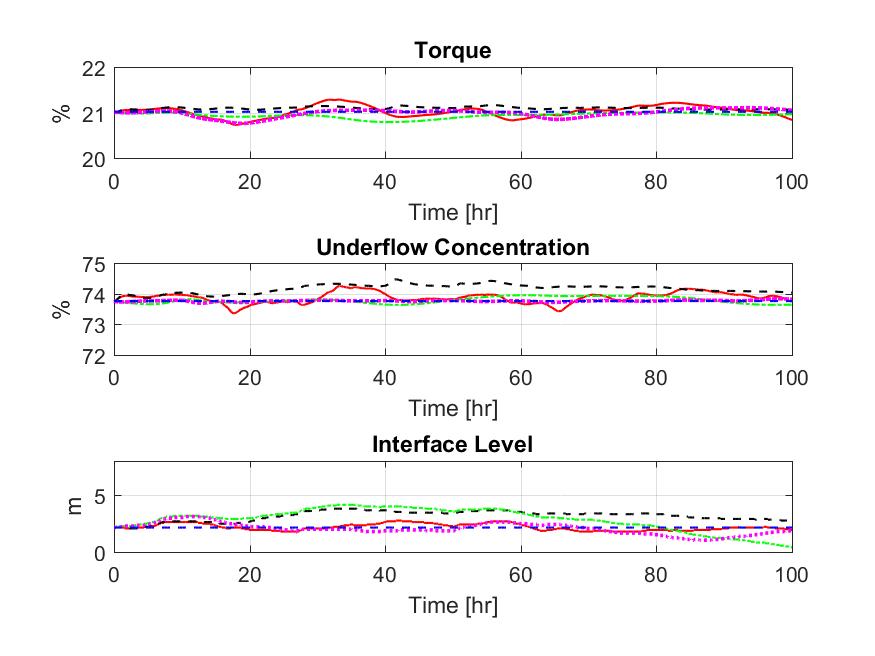 Torque
22
21
20
%
0 20 40 60 80 100
Time [hr]
Underflow Concentration
75
74
73
72
%
0 20 40 60 80 100
Time [hr]
Interface Level
5
0
m
0 20 40 60 80 100
Time [hr]